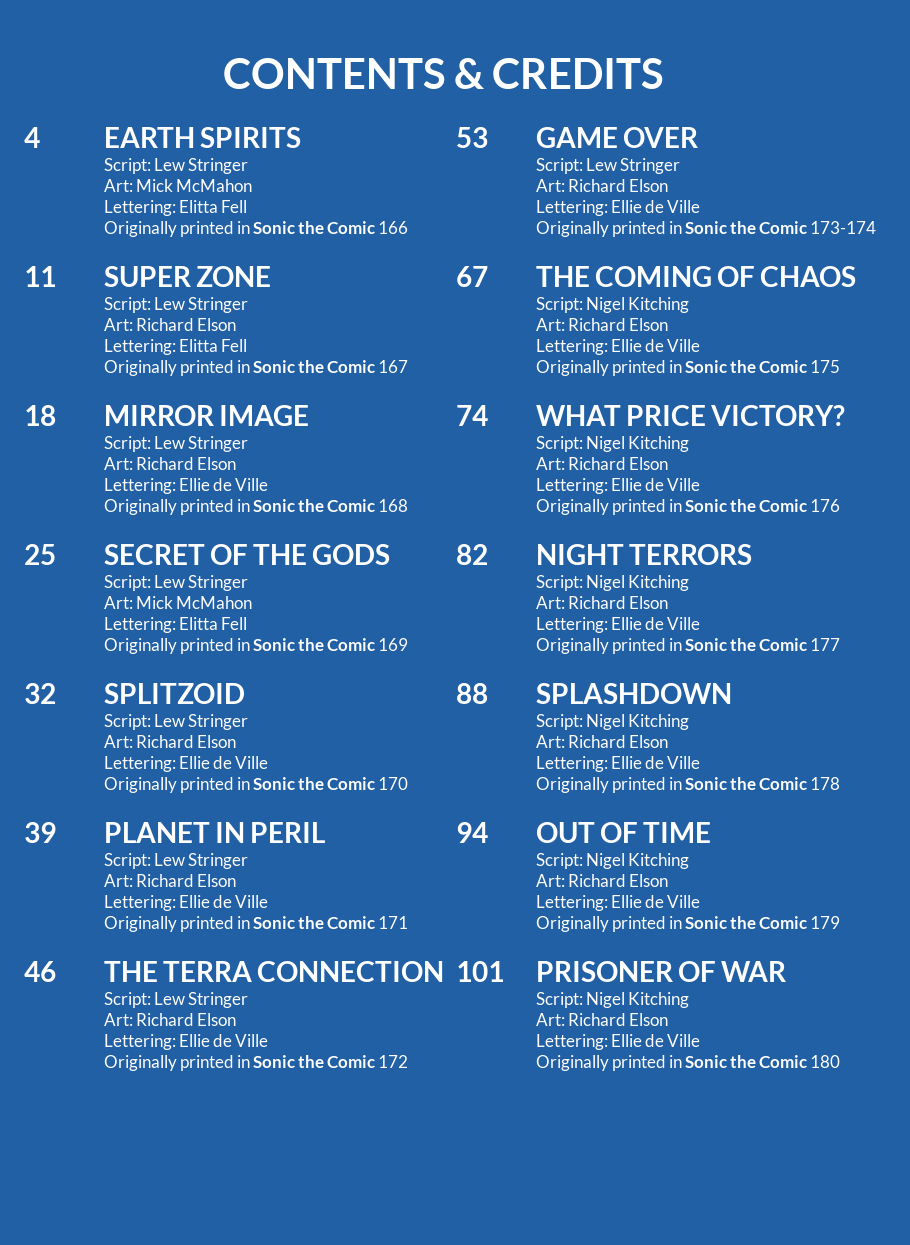 CONTENTS & CREDITS
4 EARTH SPIRITS
Script: Lew Stringer
Art: Mick McMahon
Lettering: Elitta Fell
Originally printed in Sonic the Comic 166
11 SUPER ZONE
Script: Lew Stringer
Art: Richard Elson
Lettering: Elitta Fell
Originally printed in Sonic the Comic 167
18 MIRROR IMAGE
Script: Lew Stringer
Art: Richard Elson
Lettering: Ellie de Ville
Originally printed in Sonic the Comic 168
25 SECRET OF THE GODS
Script: Lew Stringer
Art: Mick McMahon
Lettering: Elitta Fell
Originally printed in Sonic the Comic 169
32 SPLITZOID
Script: Lew Stringer
Art: Richard Elson
Lettering: Ellie de Ville
Originally printed in Sonic the Comic 170
39 PLANET IN PERIL
Script: Lew Stringer
Art: Richard Elson
Lettering: Ellie de Ville
Originally printed in Sonic the Comic 171
46 THE TERRA CONNECTION
Script: Lew Stringer
Art: Richard Elson
Lettering: Ellie de Ville
Originally printed in Sonic the Comic 172
53 GAME OVER
Script: Lew Stringer
Art: Richard Elson
Lettering: Ellie de Ville
Originally printed in Sonic the Comic 173-174
67 THE COMING OF CHAOS
Script: Nigel Kitching
Art: Richard Elson
Lettering: Ellie de Ville
Originally printed in Sonic the Comic 175
74 WHAT PRICE VICTORY?
Script: Nigel Kitching
Art: Richard Elson
Lettering: Ellie de Ville
Originally printed in Sonic the Comic 176
82 NIGHT TERRORS
Script: Nigel Kitching
Art: Richard Elson
Lettering: Ellie de Ville
Originally printed in Sonic the Comic 177
88 SPLASHDOWN
Script: Nigel Kitching
Art: Richard Elson
Lettering: Ellie de Ville
Originally printed in Sonic the Comic 178
94 OUT OF TIME
Script: Nigel Kitching
Art: Richard Elson
Lettering: Ellie de Ville
Originally printed in Sonic the Comic 179
101 PRISONER OF WAR
Script: Nigel Kitching
Art: Richard Elson
Lettering: Ellie de Ville
Originally printed in Sonic the Comic 180